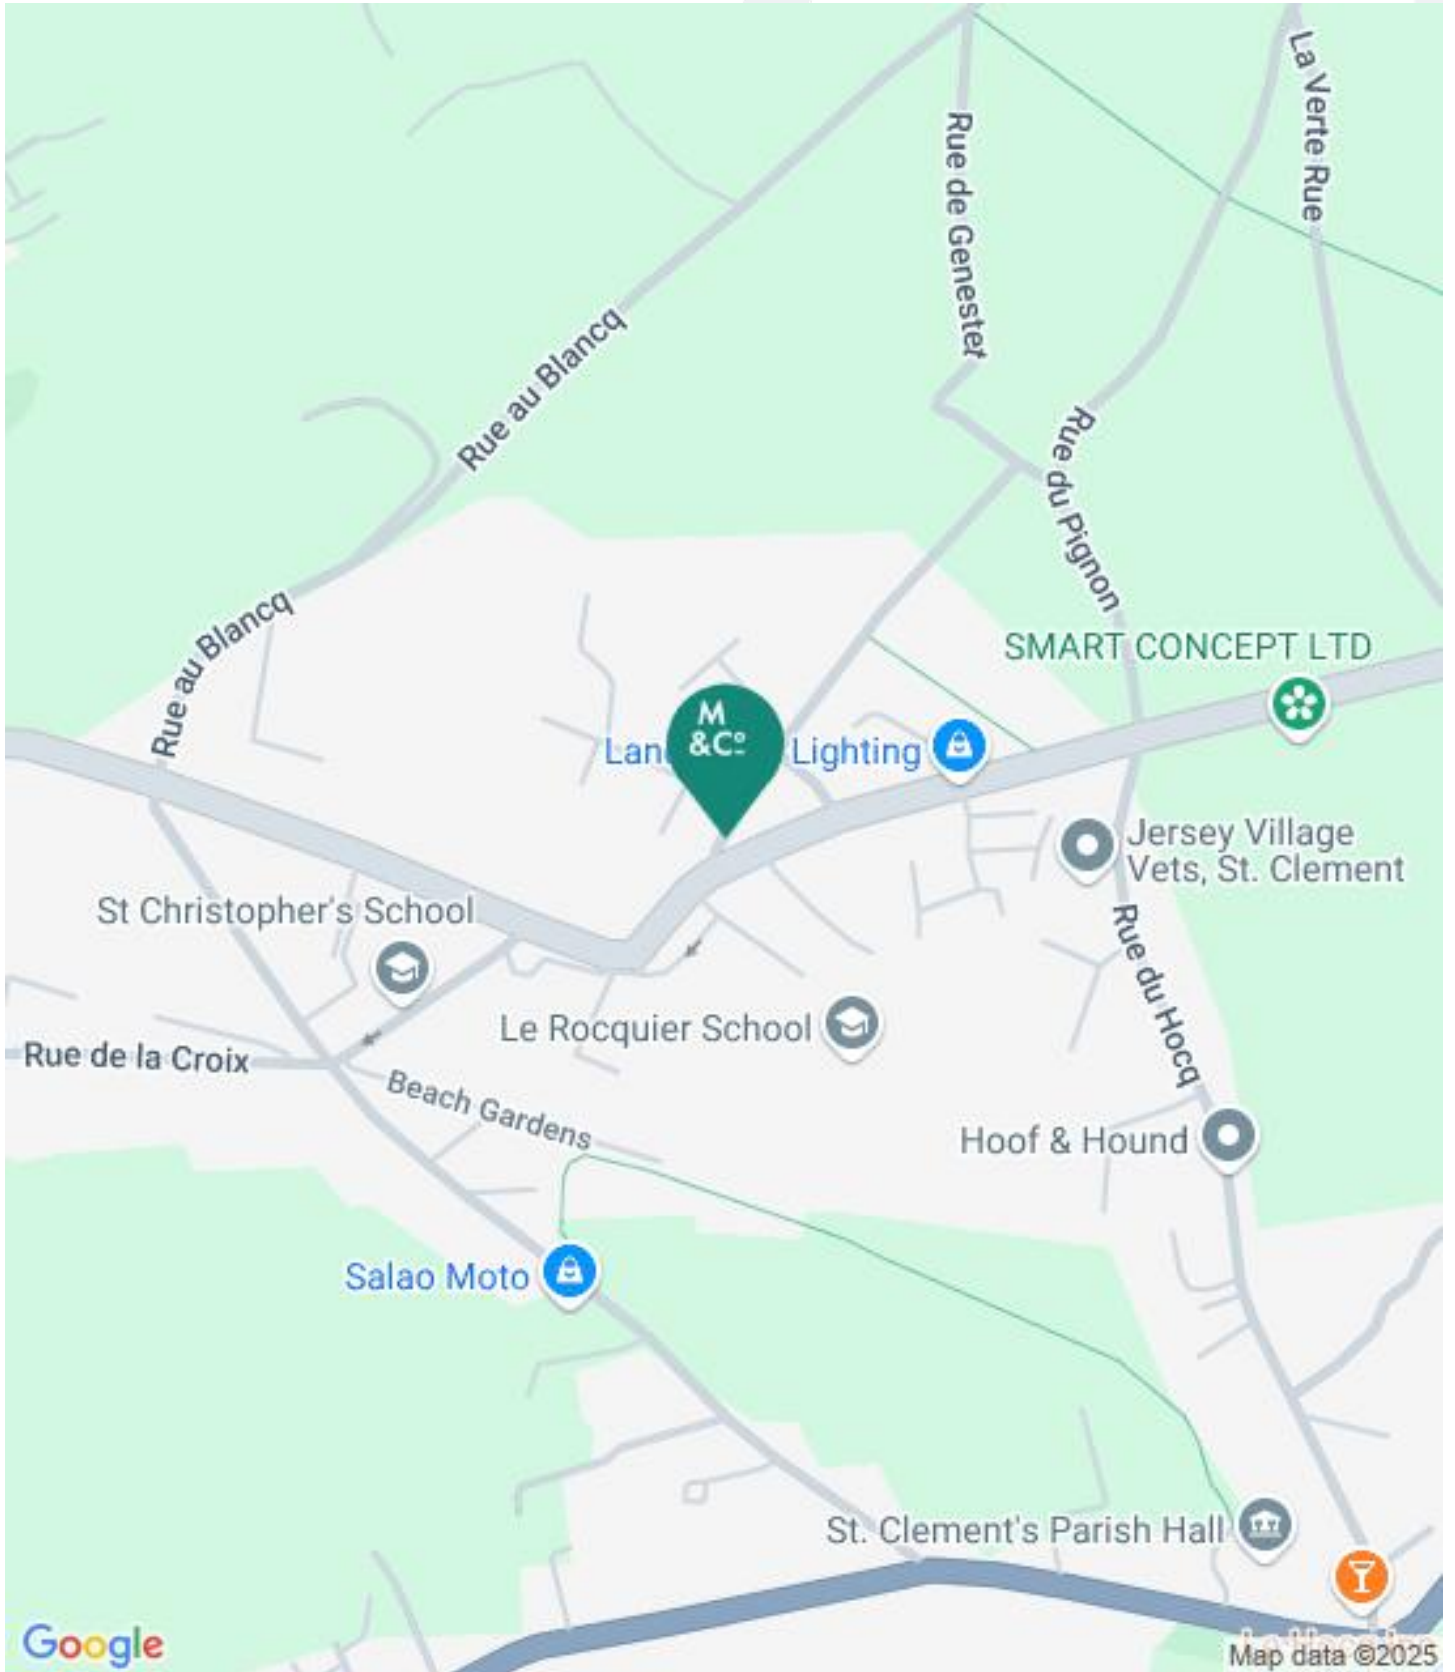 La Verte Rue
Rue de Genestet
Rue au Blancq
Rue du Pignon
Rue au Blancq
SMART CONCEPT LTD
M
&Cº
Lighting
Jersey Village
Vets, St. Clement
St Christopher's School
Rue du Hocq
Le Rocquier School
Rue de la Croix
Beach Gardens
Hoof & Hound
Salao Moto
St. Clement's Parish Hall
Google
Map data ©2025